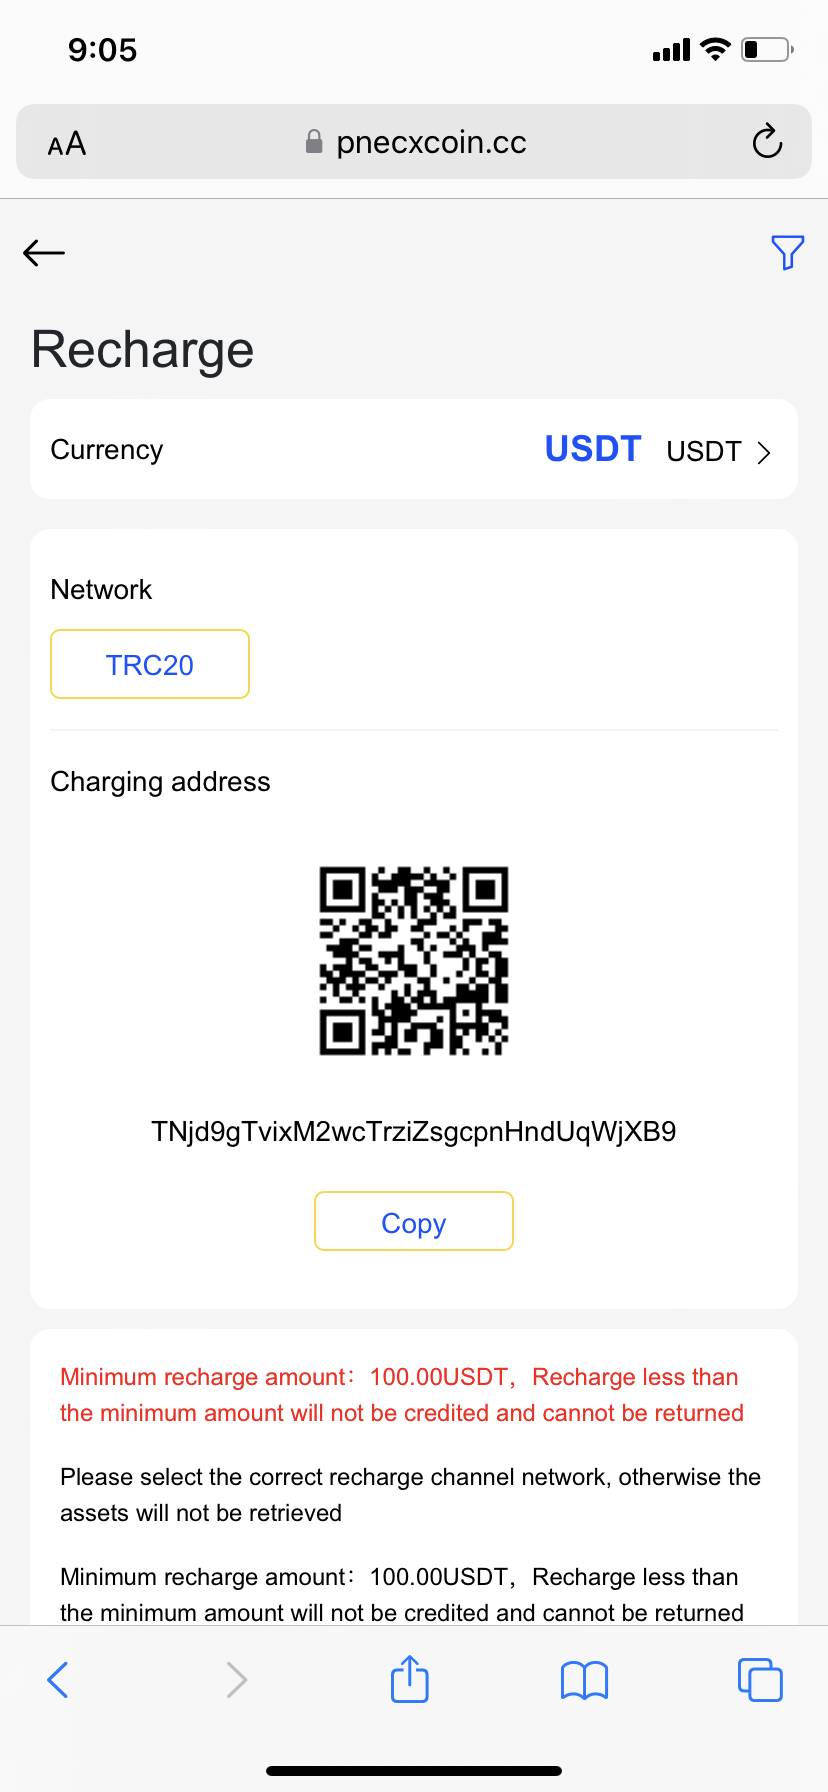 9:05
AA pnecxcoin.cc
Recharge
Currency USDT USDT
Network
TRC20
Charging address
TNjd9gTvixM2wcTrziZsgcpnHndUqWjXB9
Copy
Minimum recharge amount：100.00USDT，Recharge less than
the minimum amount will not be credited and cannot be returned
Please select the correct recharge channel network, otherwise the
assets will not be retrieved
Minimum recharge amount：100.00USDT，Recharge less than
the minimum amount will not be credited and cannot be returned